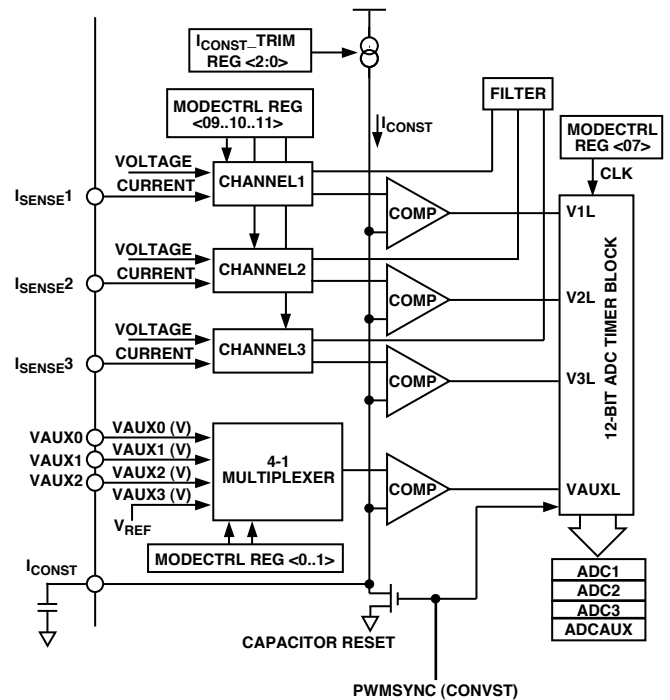 ICONST_TRIM
REG <2:0>
MODECTRL REG
<09..10..11>
ICONST
FILTER
MODECTRL
REG <07>
CLK
VOLTAGE
CURRENT
ISENSE1
CHANNEL1
COMP
V1L
VOLTAGE
CURRENT
ISENSE2
CHANNEL2
COMP
V2L
VOLTAGE
CURRENT
ISENSE3
CHANNEL3
COMP
V3L
12-BIT ADC TIMER BLOCK
VAUX0
VAUX1
VAUX2
VAUX0 (V)
VAUX1 (V)
VAUX2 (V)
VAUX3 (V)
VREF
4-1
MULTIPLEXER
COMP
VAUXL
MODECTRL REG <0..1>
ICONST
CAPACITOR RESET
PWMSYNC (CONVST)
ADC1
ADC2
ADC3
ADCAUX